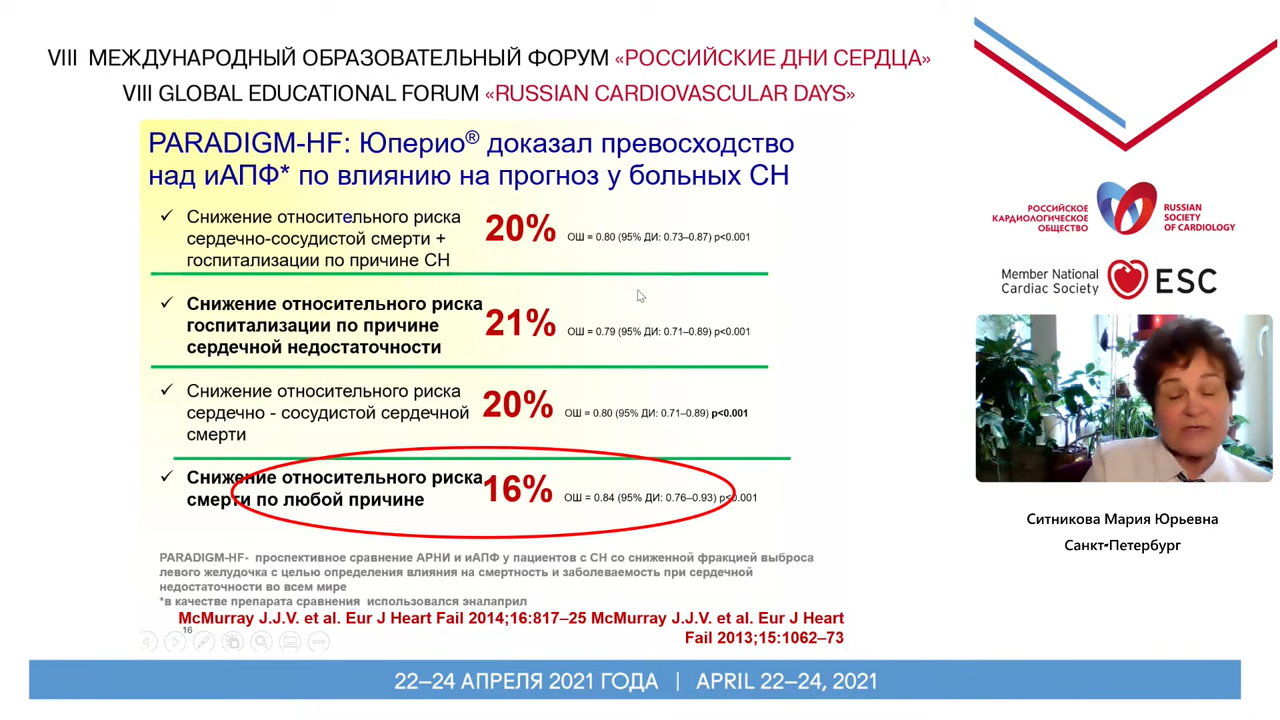 VIII МЕЖДУНАРОДНЫЙ ОБРАЗОВАТЕЛЬНЫЙ ФОРУМ «РОССИЙСКИЕ ДНИ СЕРДЦА»
VIII GLOBAL EDUCATIONAL FORUM «RUSSIAN CARDIOVASCULAR DAYS»
PARADIGM-HF: Юперио® доказал превосходство
над иАПФ* по влиянию на прогноз у больных СН
✓ Снижение относительного риска
сердечно-сосудистой смерти +
госпитализации по причине СН
20% ОШ = 0.80 (95% ДИ: 0.73–0.87) p<0.001
✓ Снижение относительного риска
госпитализации по причине
сердечной недостаточности
21% ОШ = 0.79 (95% ДИ: 0.71–0.89) p<0.001
✓ Снижение относительного риска
сердечно - сосудистой сердечной
смерти
20% ОШ = 0.80 (95% ДИ: 0.71–0.89) p<0.001
✓ Снижение относительного риска
смерти по любой причине
16% ОШ = 0.84 (95% ДИ: 0.76–0.93) p<0.001
PARADIGM-HF- проспективное сравнение АРНИ и иАПФ у пациентов с СН со сниженной фракцией выброса
левого желудочка с целью определения влияния на смертность и заболеваемость при сердечной
недостаточности во всем мире
*в качестве препарата сравнения использовался эналаприл
McMurray J.J.V. et al. Eur J Heart Fail 2014;16:817–25 McMurray J.J.V. et al. Eur J Heart
Fail 2013;15:1062–73
16
РОССИЙСКОЕ
КАРДИОЛОГИЧЕСКОЕ
ОБЩЕСТВО
RUSSIAN
SOCIETY
OF CARDIOLOGY
Member National
Cardiac Society
ESC
Ситникова Мария Юрьевна
Санкт-Петербург
22–24 АПРЕЛЯ 2021 ГОДА | APRIL 22–24, 2021